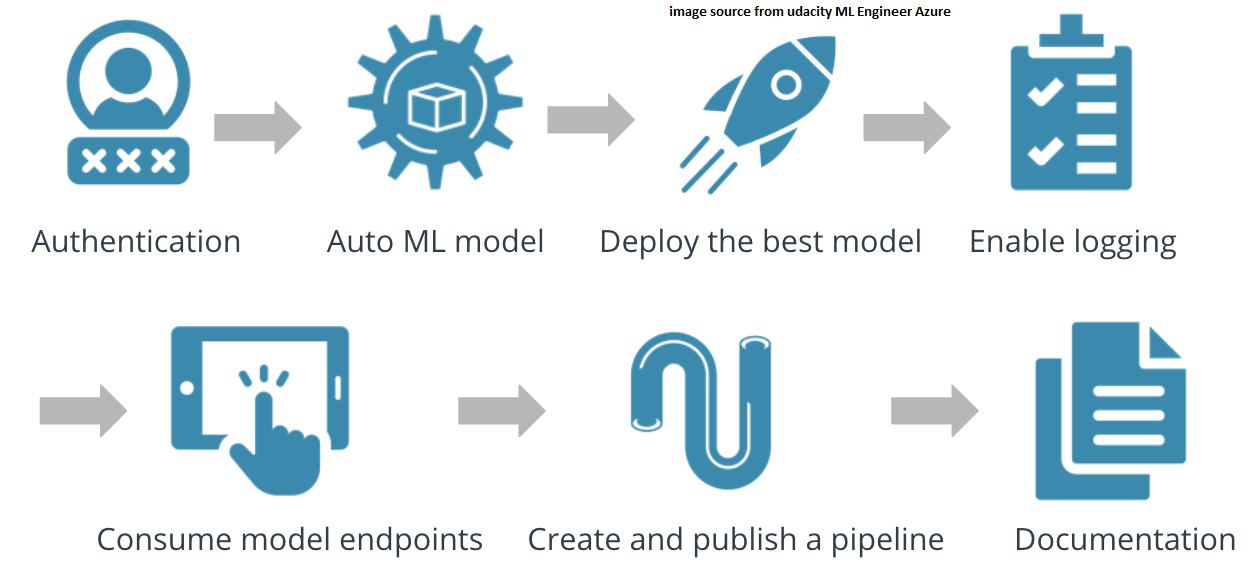 image source from udacity ML Engineer Azure
Authentication
Auto ML model
Deploy the best model
Enable logging
Consume model endpoints
Create and publish a pipeline
Documentation